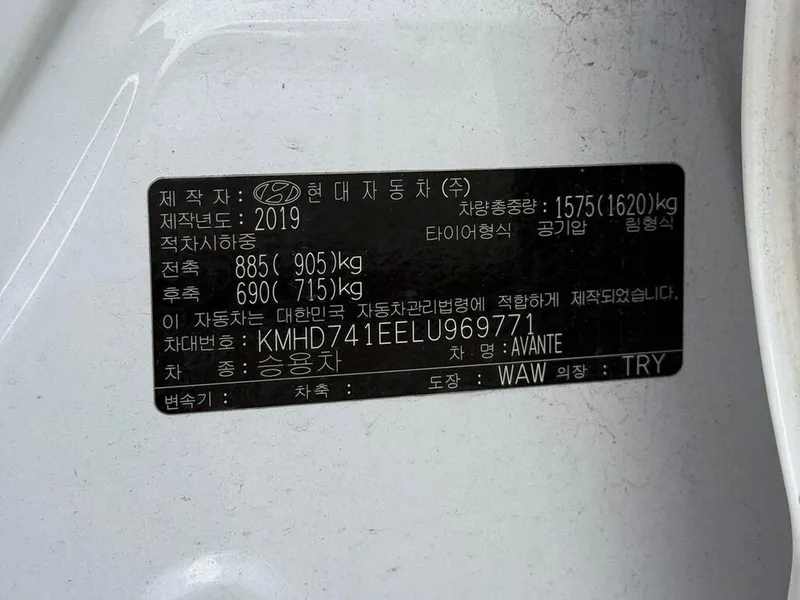 제작자: 현대자동차(주)
제작년도: 2019 차량총중량: 1575(1620)kg
적차시하중 타이어형식 공기압 림형식
전축 885( 905)kg
후축 690( 715)kg
이 자동차는 대한민국 자동차관리법령에 적합하게 제작되었습니다.
차대번호: KMHD741EELU969771
차 종: 승용차 차 명:AVANTE
변속기: 차축: 도장: WAW 의장: TRY